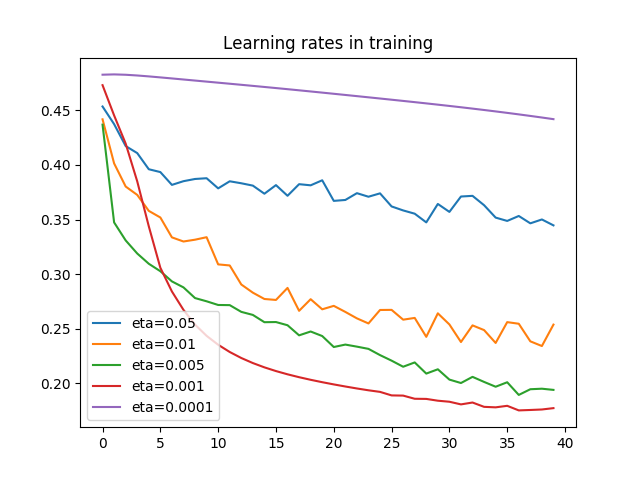 Learning rates in training
0.45
0.40
0.35
0.30
0.25
0.20
eta=0.05
eta=0.01
eta=0.005
eta=0.001
eta=0.0001
0 5 10 15 20 25 30 35 40